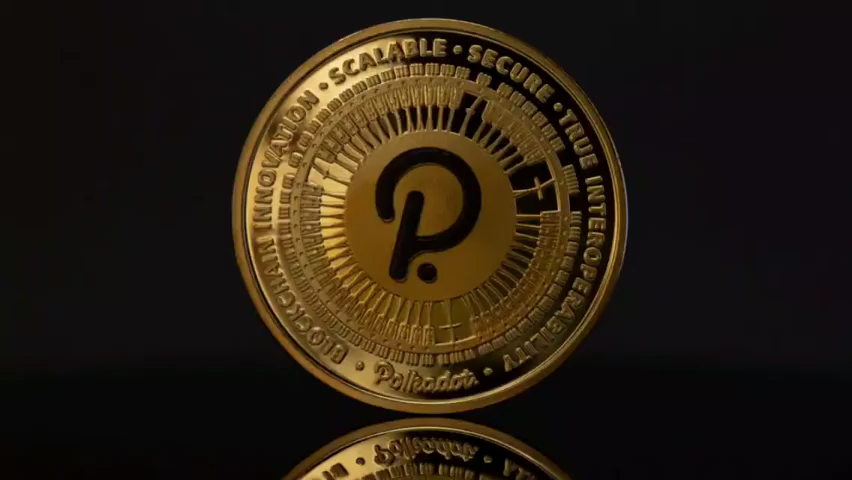 BLOCKCHAIN INNOVATION • SCALABLE • SECURE • TRUE INTEROPERABILITY •
Polkadot.